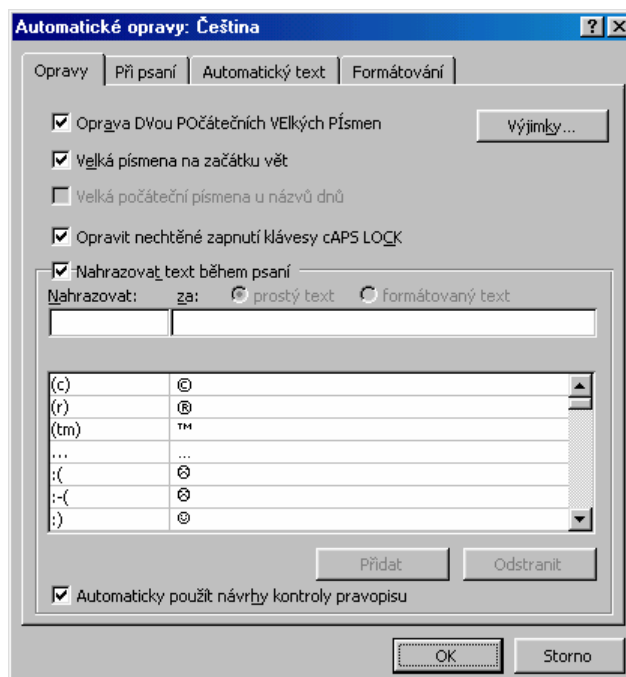 Automatické opravy: Čeština
Opravy Při psaní Automatický text Formátování
Oprava DVou POčátečních VElkých PÍsmen Výjimky...
Velká písmena na začátku vět
Velká počáteční písmena u názvů dnů
Opravit nechtěné zapnutí klávesy cAPS LOCK
Nahrazovat text během psaní
Nahrazovat: za: prostý text formátovaný text
(c) ©
(r) ®
(tm) ™
... ...
:( ☹
:-( ☹
:) ☺
Přidat Odstranit
Automaticky použít návrhy kontroly pravopisu
OK Storno